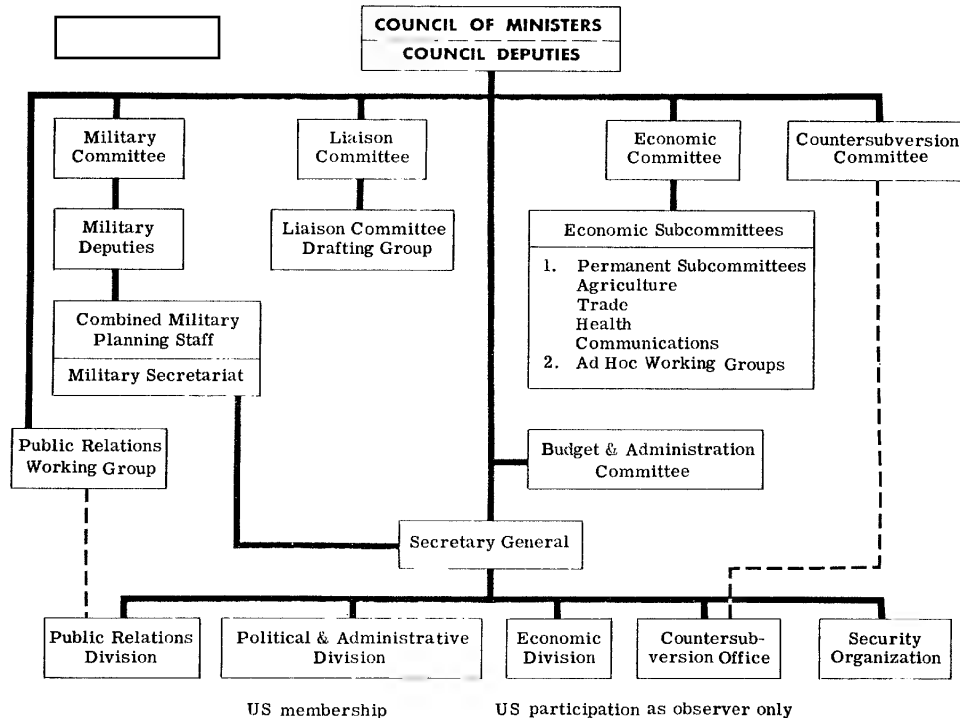 COUNCIL OF MINISTERS
COUNCIL DEPUTIES
Military
Committee
Liaison
Committee
Economic
Committee
Countersubversion
Committee
Military
Deputies
Liaison Committee
Drafting Group
Economic Subcommittees
1. Permanent Subcommittees
Agriculture
Trade
Health
Communications
2. Ad Hoc Working Groups
Combined Military
Planning Staff
Military Secretariat
Public Relations
Working Group
Budget & Administration
Committee
Secretary General
Public Relations
Division
Political & Administrative
Division
Economic
Division
Countersub-
version Office
Security
Organization
US membership
US participation as observer only